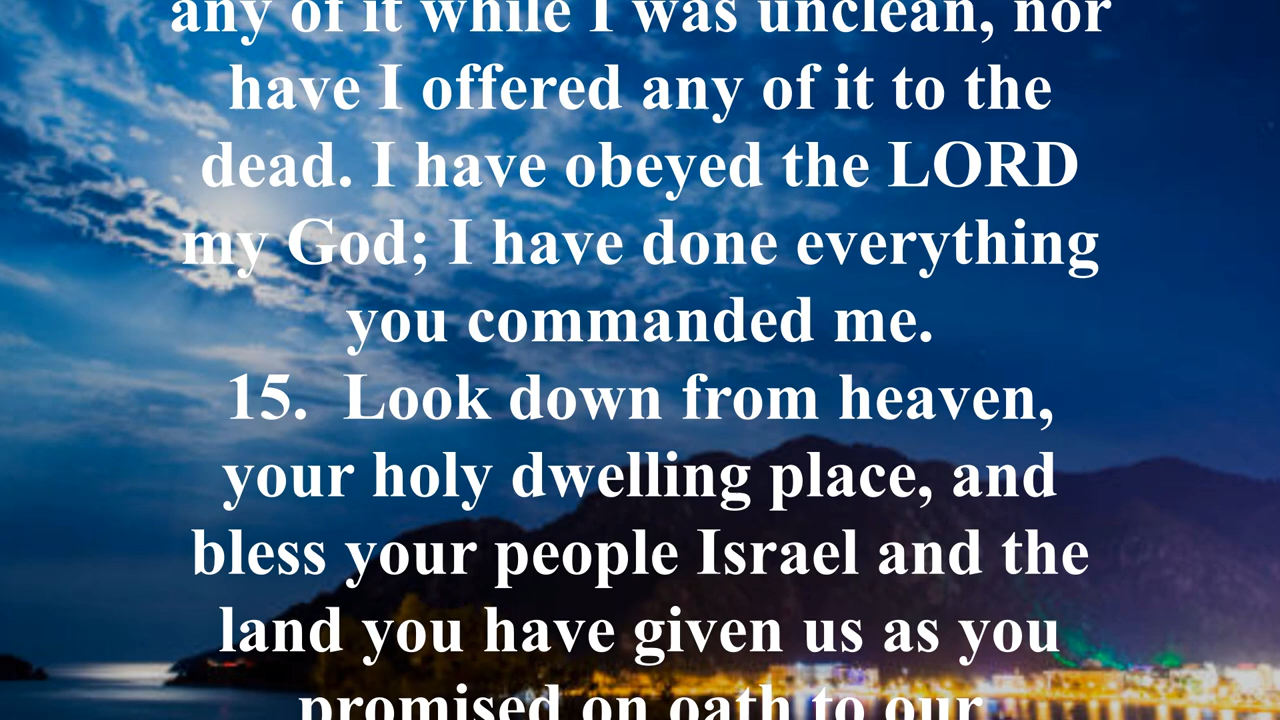 any of it while I was unclean, nor
have I offered any of it to the
dead. I have obeyed the LORD
my God; I have done everything
you commanded me.
15.  Look down from heaven,
your holy dwelling place, and
bless your people Israel and the
land you have given us as you
promised on oath to our